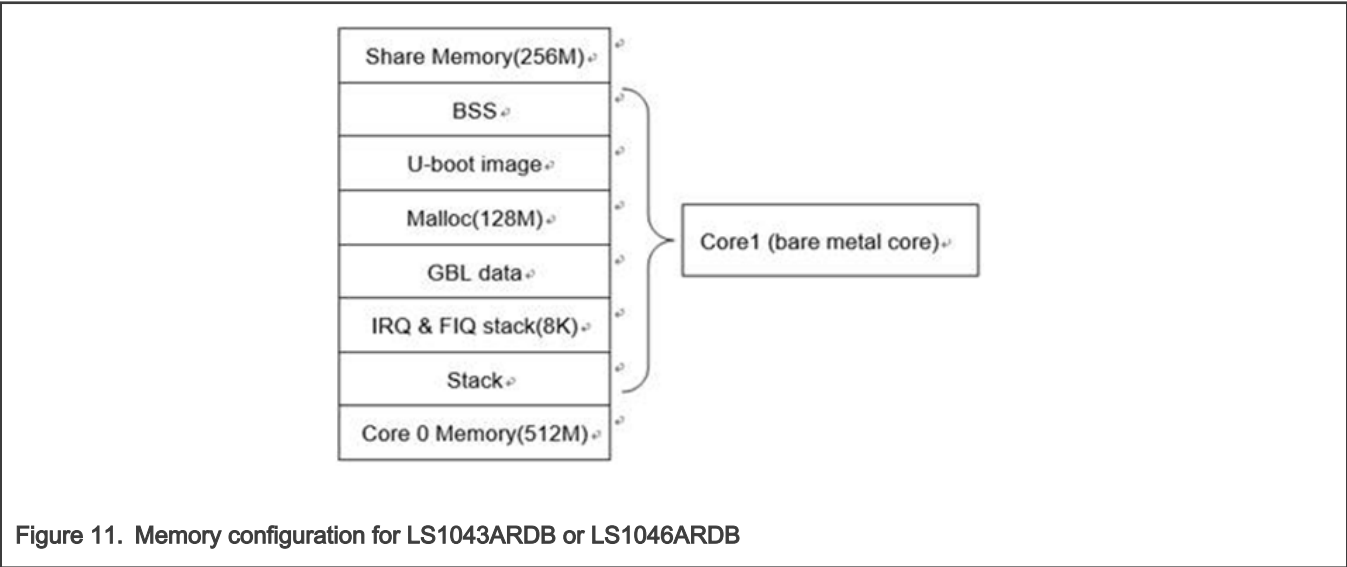 Share Memory(256M)
BSS
U-boot image
Malloc(128M)
GBL data
IRQ & FIQ stack(8K)
Stack
Core 0 Memory(512M)
Core1 (bare metal core)
Figure 11. Memory configuration for LS1043ARDB or LS1046ARDB